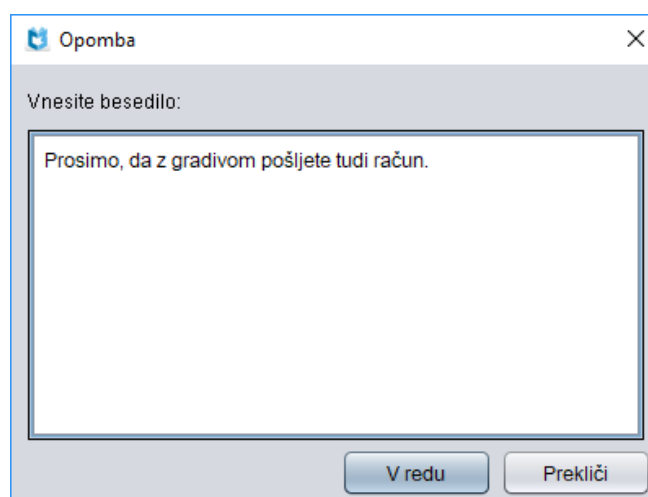 Opomba
Vnesite besedilo:
Prosimo, da z gradivom pošljete tudi račun.
V redu
Prekliči